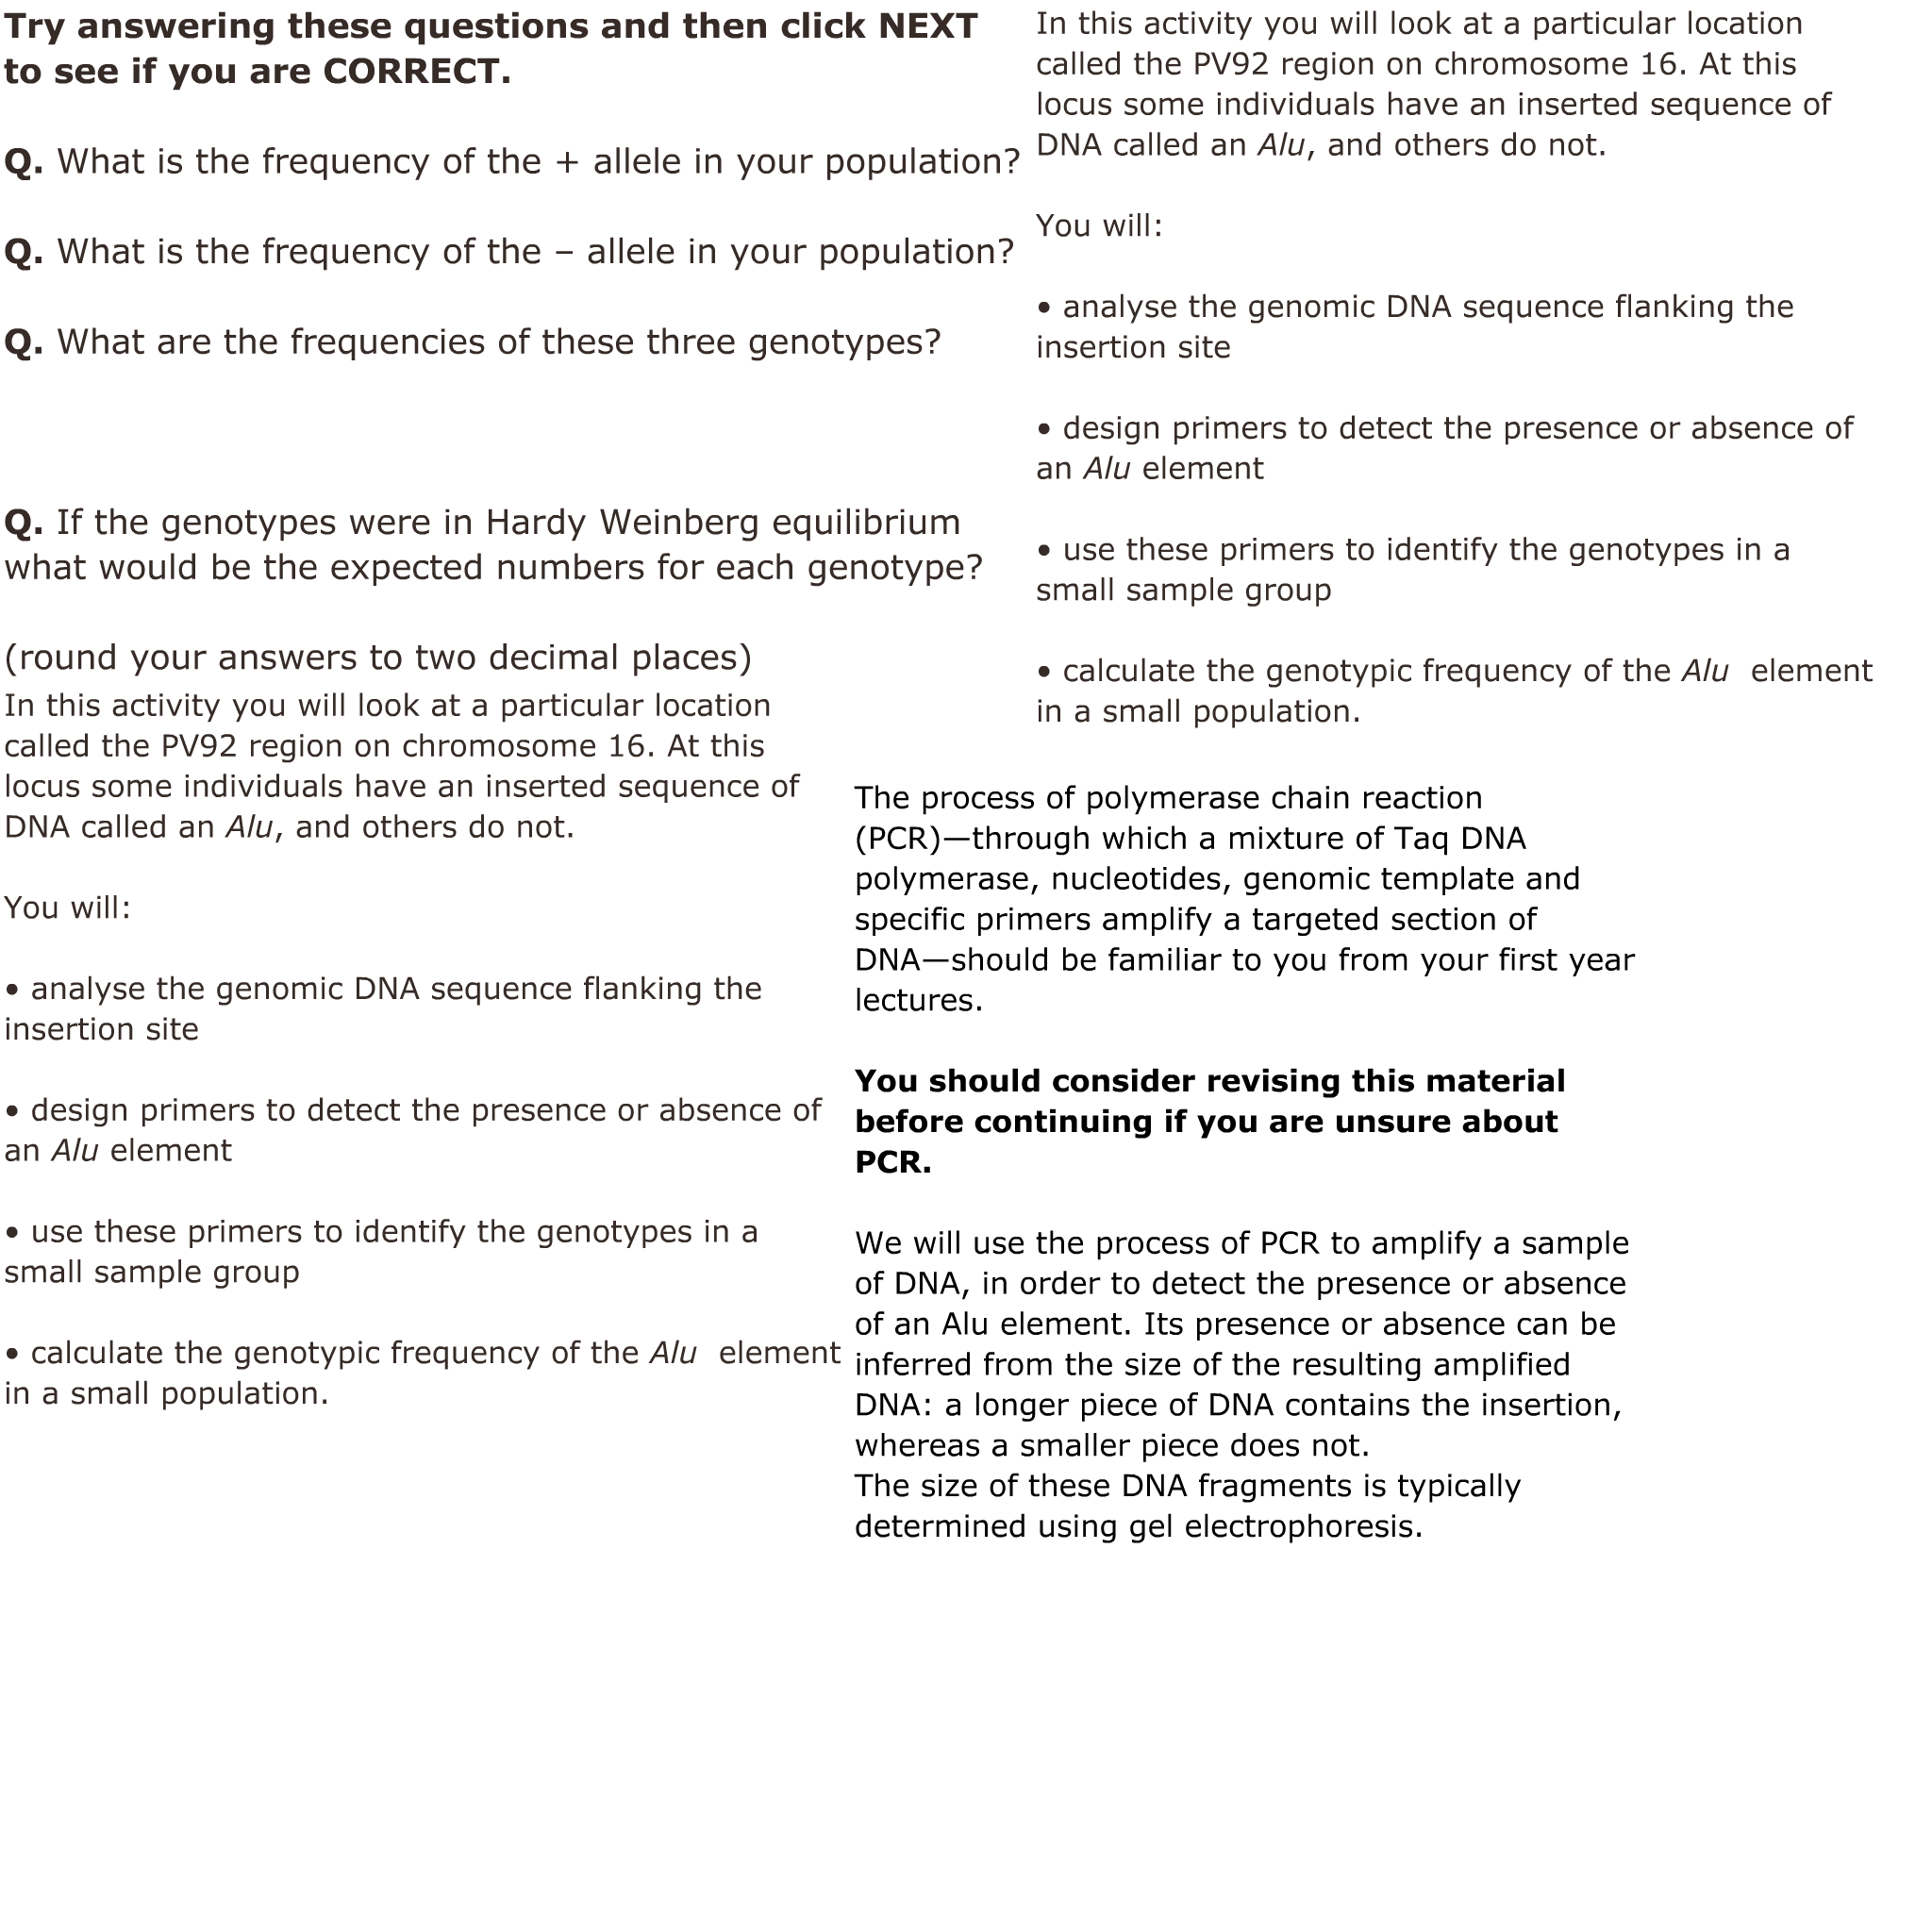 Try answering these questions and then click NEXT
to see if you are CORRECT.
Q. What is the frequency of the + allele in your population?
Q. What is the frequency of the – allele in your population?
Q. What are the frequencies of these three genotypes?
Q. If the genotypes were in Hardy Weinberg equilibrium
what would be the expected numbers for each genotype?
(round your answers to two decimal places)
In this activity you will look at a particular location
called the PV92 region on chromosome 16. At this
locus some individuals have an inserted sequence of
DNA called an Alu, and others do not.
You will:
• analyse the genomic DNA sequence flanking the
insertion site
• design primers to detect the presence or absence of
an Alu element
• use these primers to identify the genotypes in a
small sample group
• calculate the genotypic frequency of the Alu  element
in a small population.
In this activity you will look at a particular location
called the PV92 region on chromosome 16. At this
locus some individuals have an inserted sequence of
DNA called an Alu, and others do not.
You will:
• analyse the genomic DNA sequence flanking the
insertion site
• design primers to detect the presence or absence of
an Alu element
• use these primers to identify the genotypes in a
small sample group
• calculate the genotypic frequency of the Alu  element
in a small population.
The process of polymerase chain reaction
(PCR)—through which a mixture of Taq DNA
polymerase, nucleotides, genomic template and
specific primers amplify a targeted section of
DNA—should be familiar to you from your first year
lectures.
You should consider revising this material
before continuing if you are unsure about
PCR.
We will use the process of PCR to amplify a sample
of DNA, in order to detect the presence or absence
of an Alu element. Its presence or absence can be
inferred from the size of the resulting amplified
DNA: a longer piece of DNA contains the insertion,
whereas a smaller piece does not.
The size of these DNA fragments is typically
determined using gel electrophoresis.